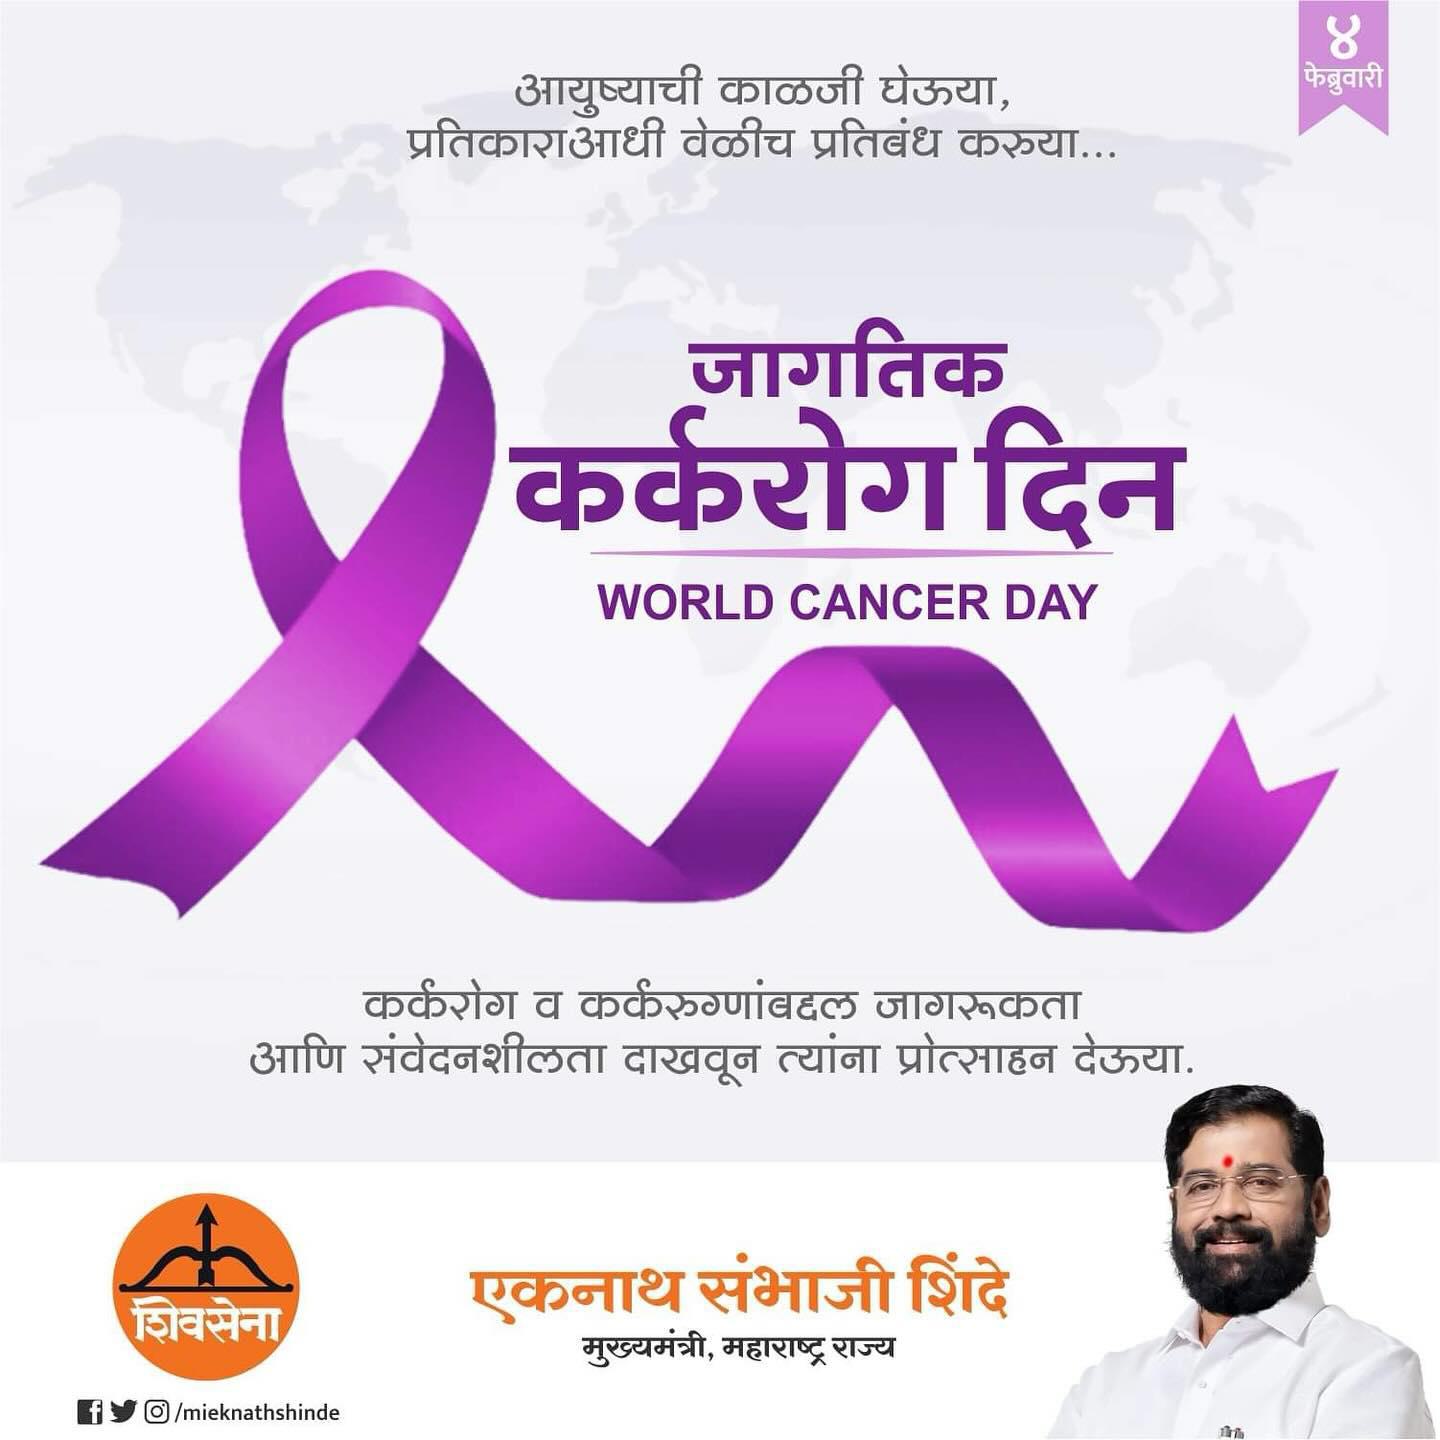 ४
फेब्रुवारी
आयुष्याची काळजी घेऊया,
प्रतिकाराआधी वेळीच प्रतिबंध करुया...
जागतिक
कर्करोग दिन
WORLD CANCER DAY
कर्करोग व कर्करुग्णांबद्दल जागरूकता
आणि संवेदनशीलता दाखवून त्यांना प्रोत्साहन देऊया.
शिवसेना
एकनाथ संभाजी शिंदे
मुख्यमंत्री, महाराष्ट्र राज्य
/mieknathshinde